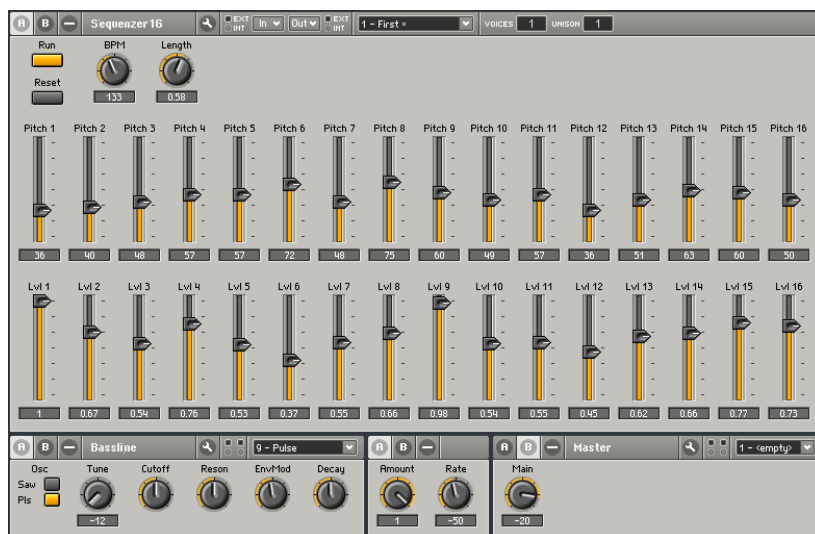 A B Sequenzer16 EXT INT In Out EXT INT 1 - First × VOICES 1 UNISON 1
Run BPM Length
Reset
133 0.58
Pitch 1 Pitch 2 Pitch 3 Pitch 4 Pitch 5 Pitch 6 Pitch 7 Pitch 8 Pitch 9 Pitch 10 Pitch 11 Pitch 12 Pitch 13 Pitch 14 Pitch 15 Pitch 16
36 40 48 57 57 72 48 75 60 49 57 36 51 63 60 50
Lvl 1 Lvl 2 Lvl 3 Lvl 4 Lvl 5 Lvl 6 Lvl 7 Lvl 8 Lvl 9 Lvl 10 Lvl 11 Lvl 12 Lvl 13 Lvl 14 Lvl 15 Lvl 16
1 0.67 0.54 0.76 0.53 0.37 0.55 0.66 0.98 0.54 0.55 0.45 0.62 0.66 0.77 0.73
A B Bassline 9 - Pulse A B A B Master 1 - <empty>
Osc Tune Cutoff Reson EnvMod Decay Amount Rate Main
Saw
Pls
-12 1 -50 -20